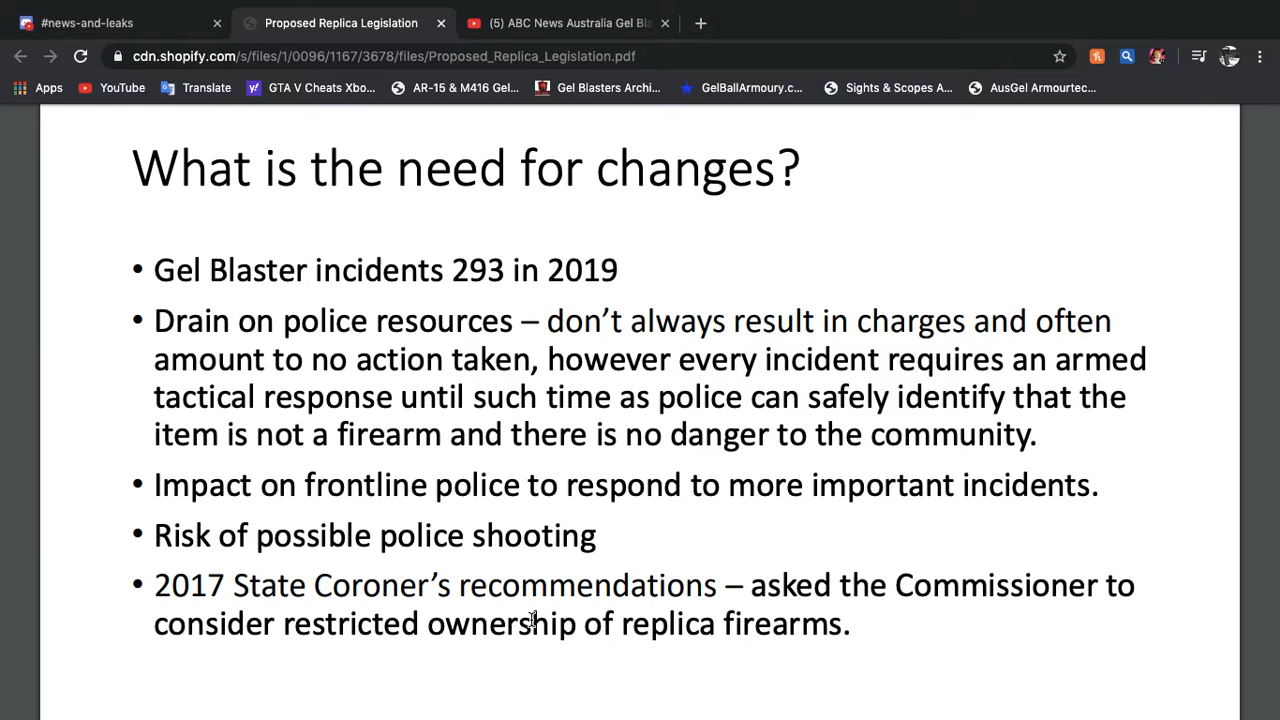 #news-and-leaks
Proposed Replica Legislation
(5) ABC News Australia Gel Bla
cdn.shopify.com/s/files/1/0096/1167/3678/files/Proposed_Replica_Legislation.pdf
Apps
YouTube
Translate
GTA V Cheats Xbo...
AR-15 & M416 Gel...
Gel Blasters Archi...
GelBallArmoury.c...
Sights & Scopes A...
AusGel Armourtec...
What is the need for changes?
• Gel Blaster incidents 293 in 2019
• Drain on police resources – don’t always result in charges and often
amount to no action taken, however every incident requires an armed
tactical response until such time as police can safely identify that the
item is not a firearm and there is no danger to the community.
• Impact on frontline police to respond to more important incidents.
• Risk of possible police shooting
• 2017 State Coroner’s recommendations – asked the Commissioner to
consider restricted ownership of replica firearms.